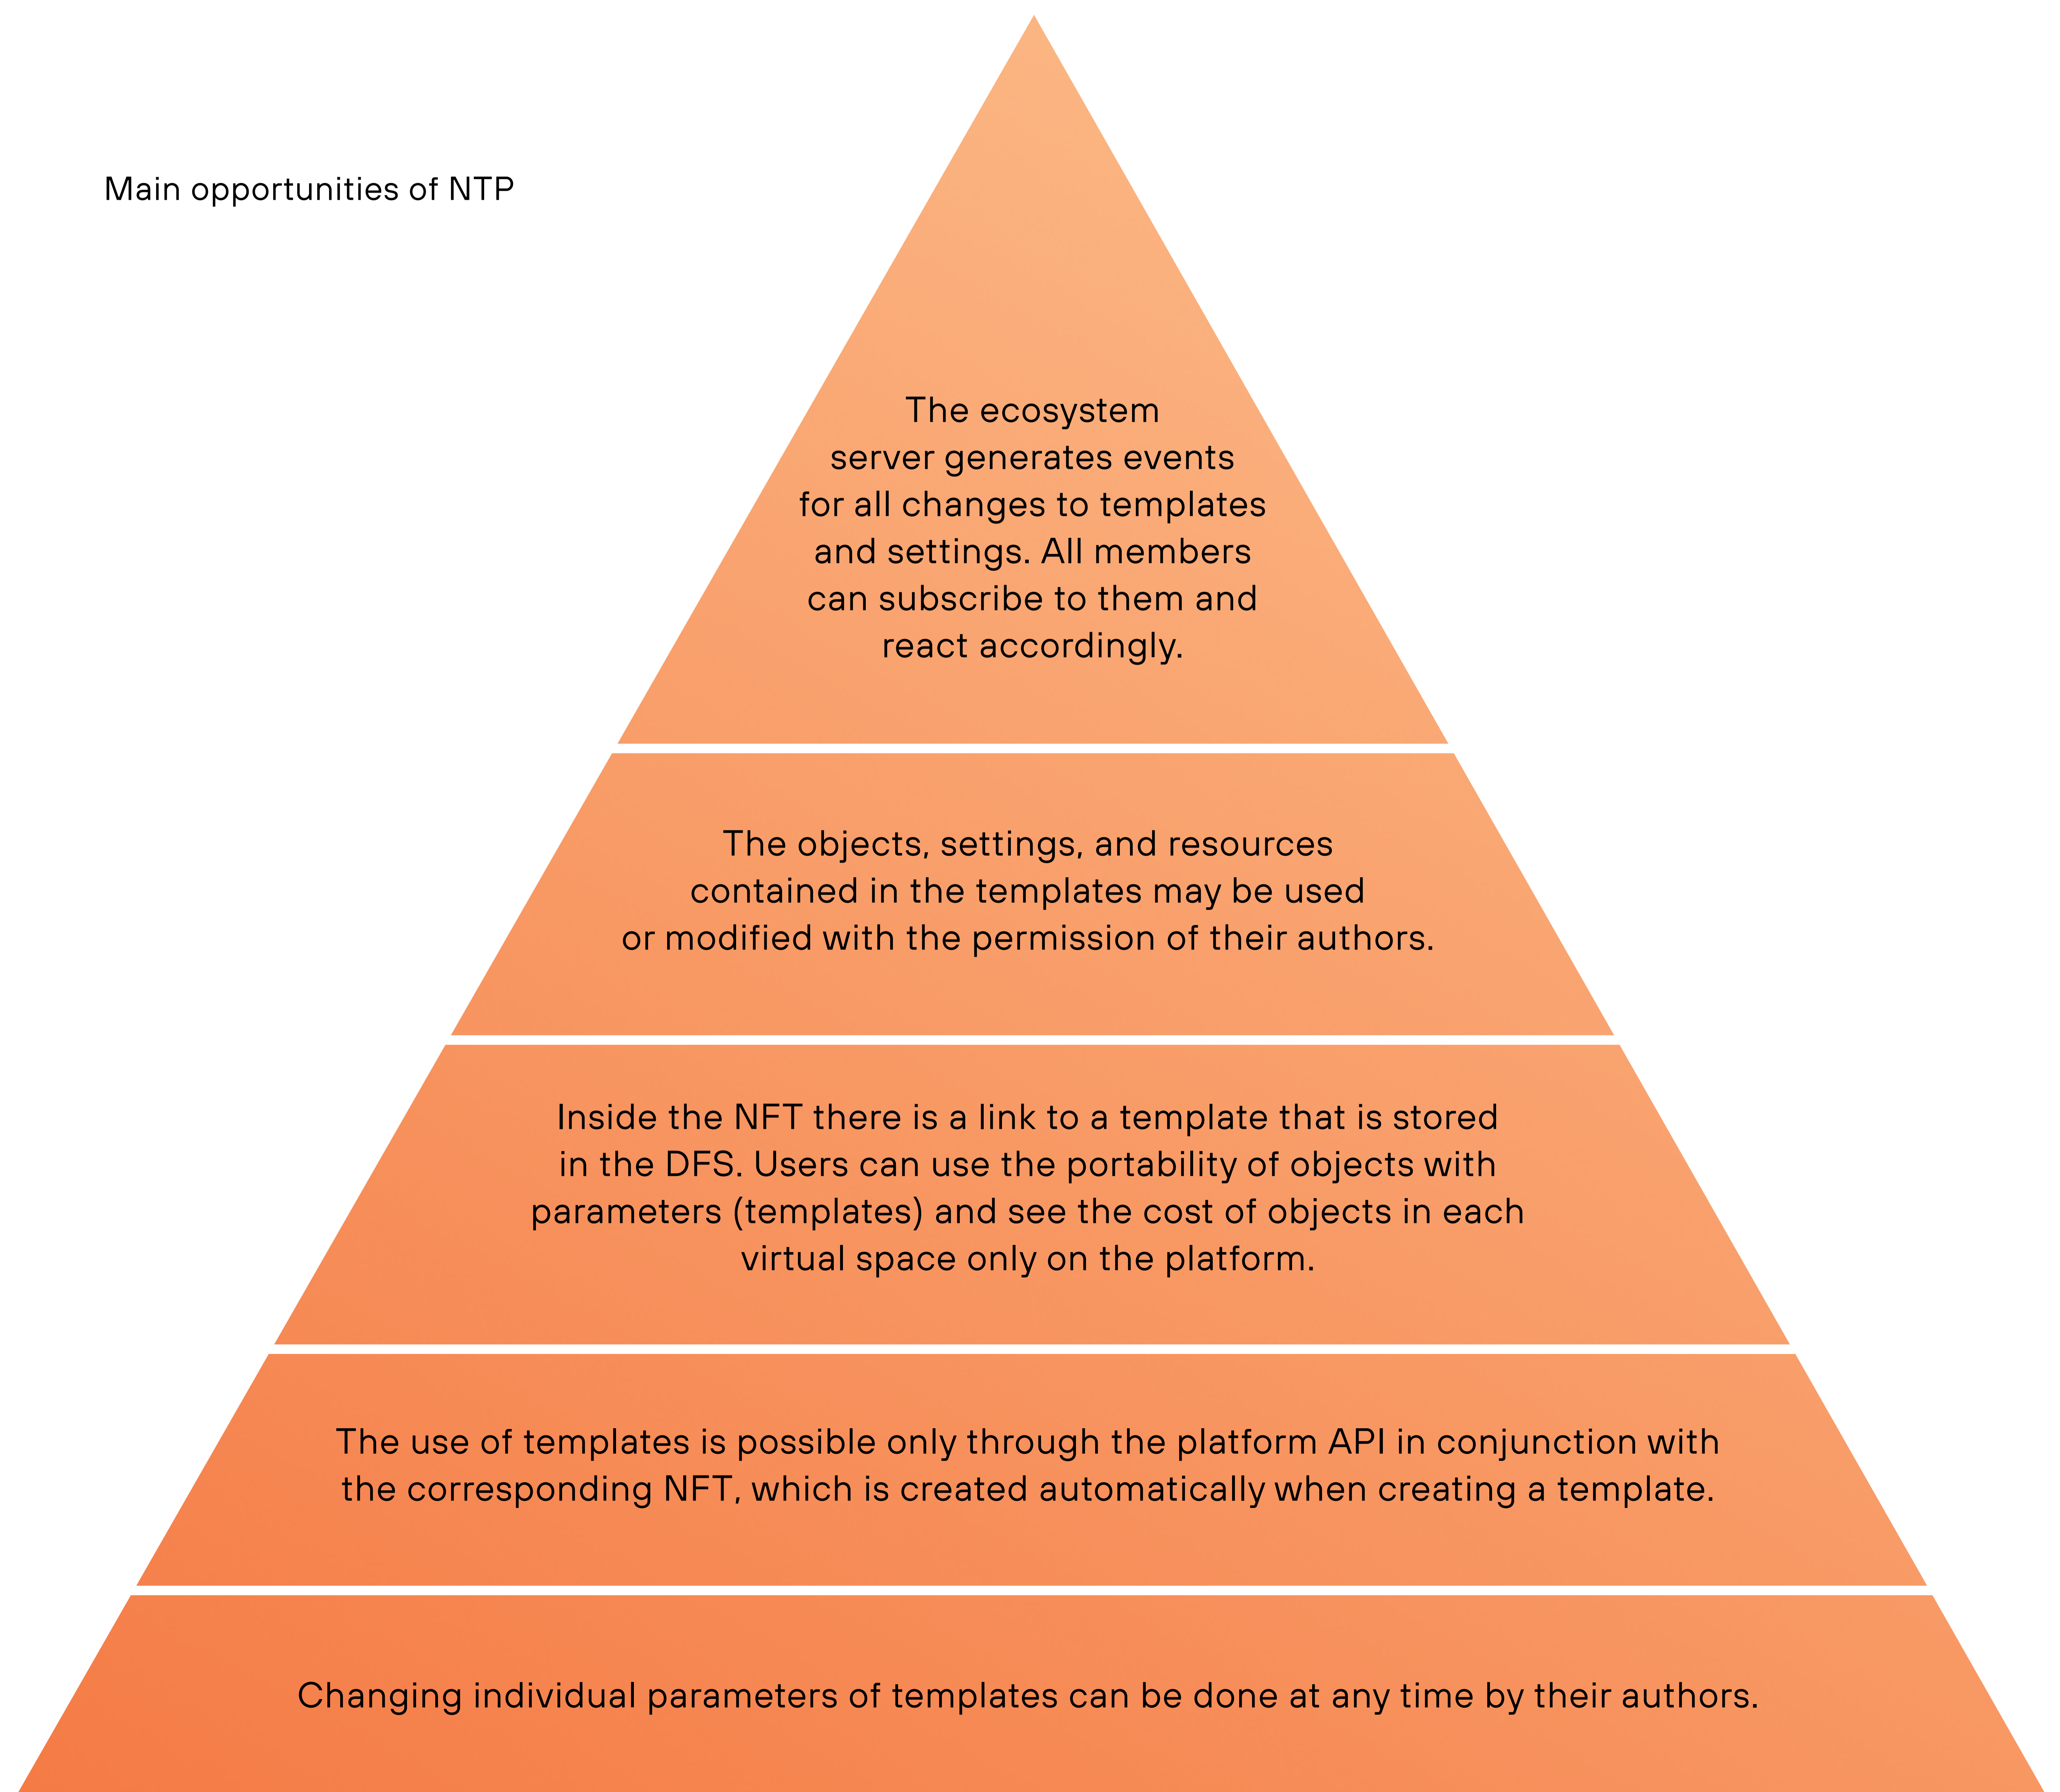 Main opportunities of NTP
The ecosystem
server generates events
for all changes to templates
and settings. All members
can subscribe to them and
react accordingly.
The objects, settings, and resources
contained in the templates may be used
or modified with the permission of their authors.
Inside the NFT there is a link to a template that is stored
in the DFS. Users can use the portability of objects with
parameters (templates) and see the cost of objects in each
virtual space only on the platform.
The use of templates is possible only through the platform API in conjunction with
the corresponding NFT, which is created automatically when creating a template.
Changing individual parameters of templates can be done at any time by their authors.